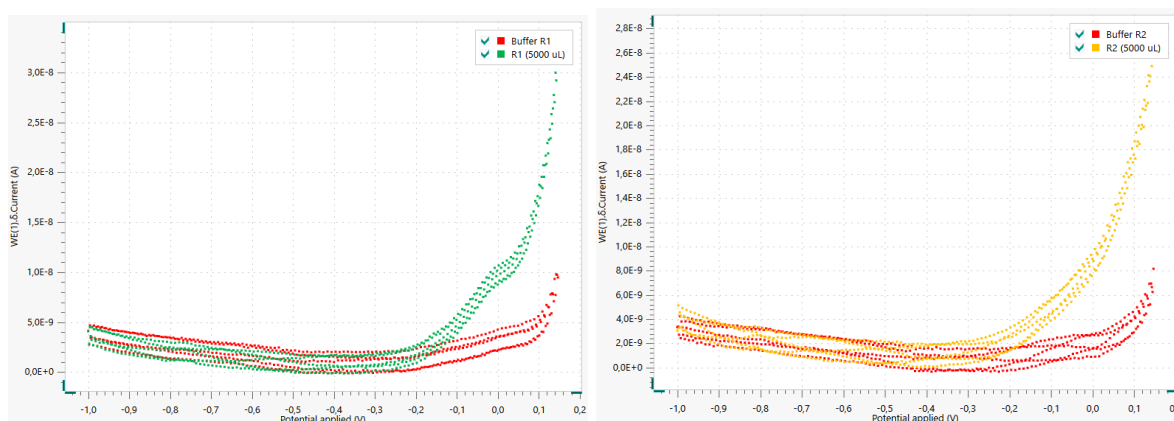 Buffer R1
R1 (5000 uL)
3,0E-8
2,5E-8
2,0E-8
1,5E-8
1,0E-8
5,0E-9
0,0E+0
WE(1).δ.Current (A)
-1,0 -0,9 -0,8 -0,7 -0,6 -0,5 -0,4 -0,3 -0,2 -0,1 0,0 0,1 0,2
Potential applied (V)
Buffer R2
R2 (5000 uL)
2,8E-8
2,6E-8
2,4E-8
2,2E-8
2,0E-8
1,8E-8
1,6E-8
1,4E-8
1,2E-8
1,0E-8
8,0E-9
6,0E-9
4,0E-9
2,0E-9
0,0E+0
WE(1).δ.Current (A)
-1,0 -0,9 -0,8 -0,7 -0,6 -0,5 -0,4 -0,3 -0,2 -0,1 0,0 0,1
Potential applied (V)